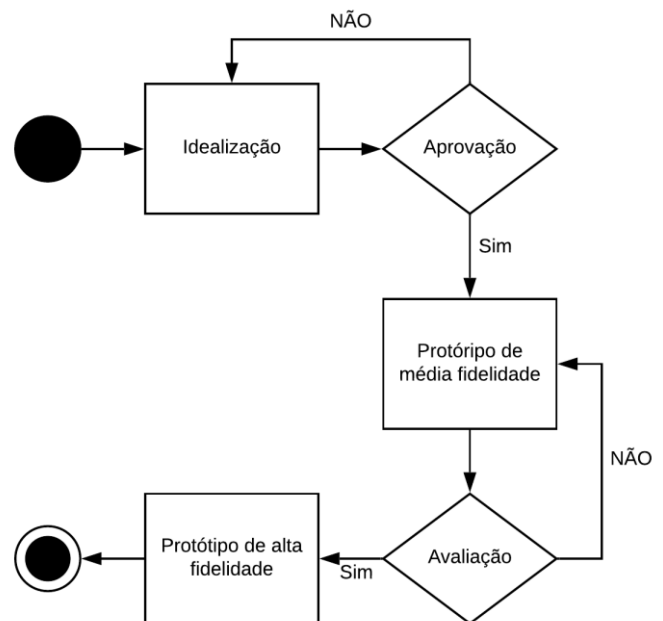 NÃO
Idealização
Aprovação
Sim
Protóripo de
média fidelidade
NÃO
Protótipo de alta
fidelidade
Sim
Avaliação